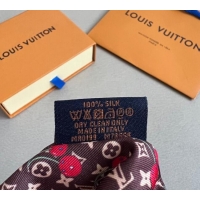 LOUIS VUITTON
LOUIS VUITTON
100% SILK
DRY CLEAN ONLY
MADE IN ITALY